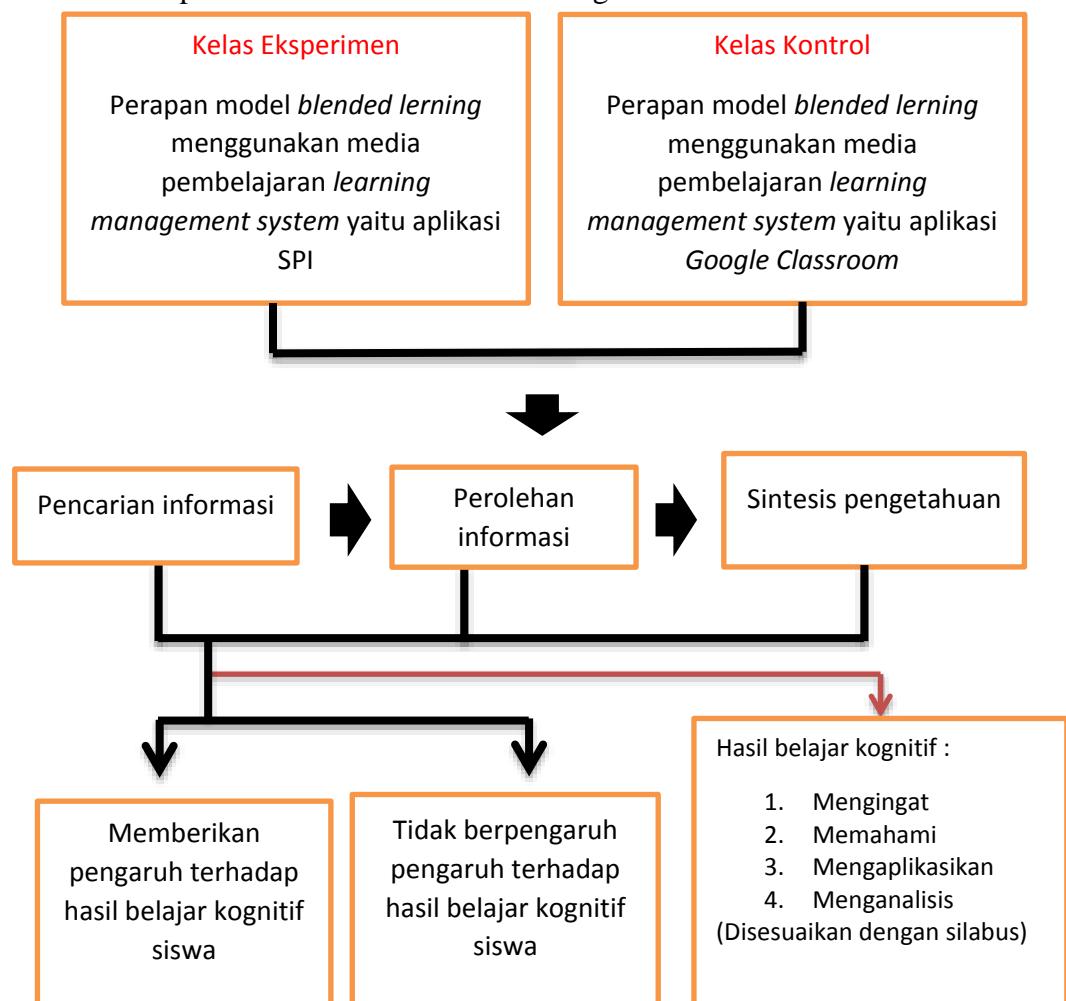 Kelas Eksperimen
Perapan model blended lerning
menggunakan media
pembelajaran learning
management system yaitu aplikasi
SPI
Kelas Kontrol
Perapan model blended lerning
menggunakan media
pembelajaran learning
management system yaitu aplikasi
Google Classroom
Pencarian informasi
Perolehan
informasi
Sintesis pengetahuan
Memberikan
pengaruh terhadap
hasil belajar kognitif
siswa
Tidak berpengaruh
pengaruh terhadap
hasil belajar kognitif
siswa
Hasil belajar kognitif :
1. Mengingat
2. Memahami
3. Mengaplikasikan
4. Menganalisis
(Disesuaikan dengan silabus)